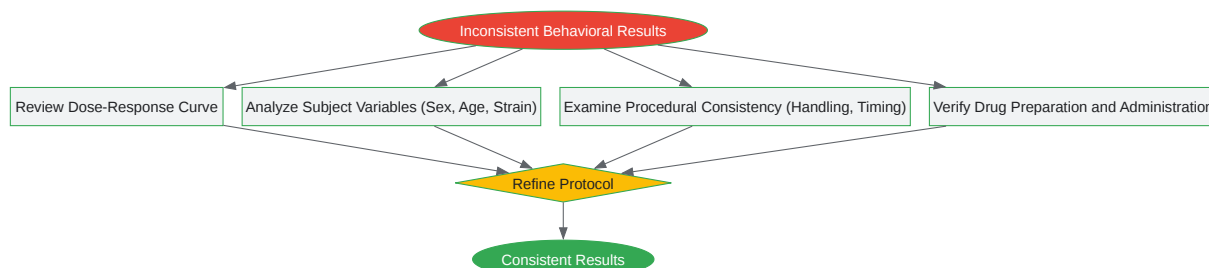 Inconsistent Behavioral Results
Review Dose-Response Curve
Analyze Subject Variables (Sex, Age, Strain)
Examine Procedural Consistency (Handling, Timing)
Verify Drug Preparation and Administration
Refine Protocol
Consistent Results